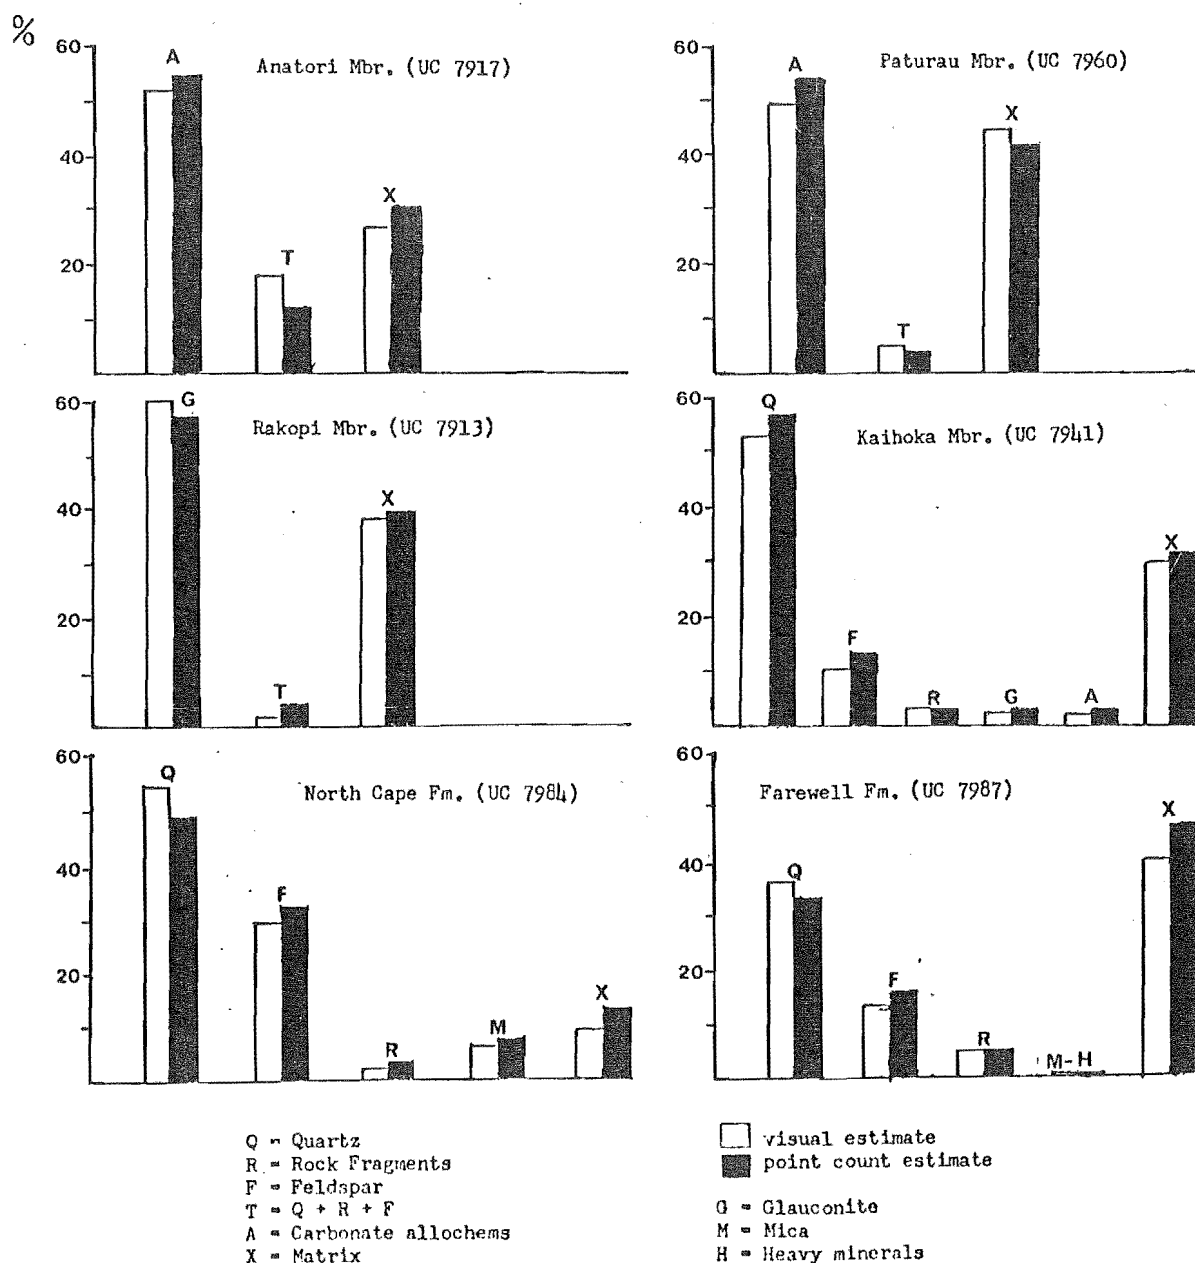 %
Anatori Mbr. (UC 7917)
60
40
20
A
T
X
Paturau Mbr. (UC 7960)
60
40
20
A
T
X
Rakopi Mbr. (UC 7913)
60
40
20
G
T
X
Kaihoka Mbr. (UC 7941)
60
40
20
Q
F
R
G
A
X
North Cape Fm. (UC 7984)
60
40
20
Q
F
R
M
X
Farewell Fm. (UC 7987)
60
40
20
Q
F
R
M-H
X
Q = Quartz
R = Rock Fragments
F = Feldspar
T = Q + R + F
A = Carbonate allochems
X = Matrix
visual estimate
point count estimate
G = Glauconite
M = Mica
H = Heavy minerals